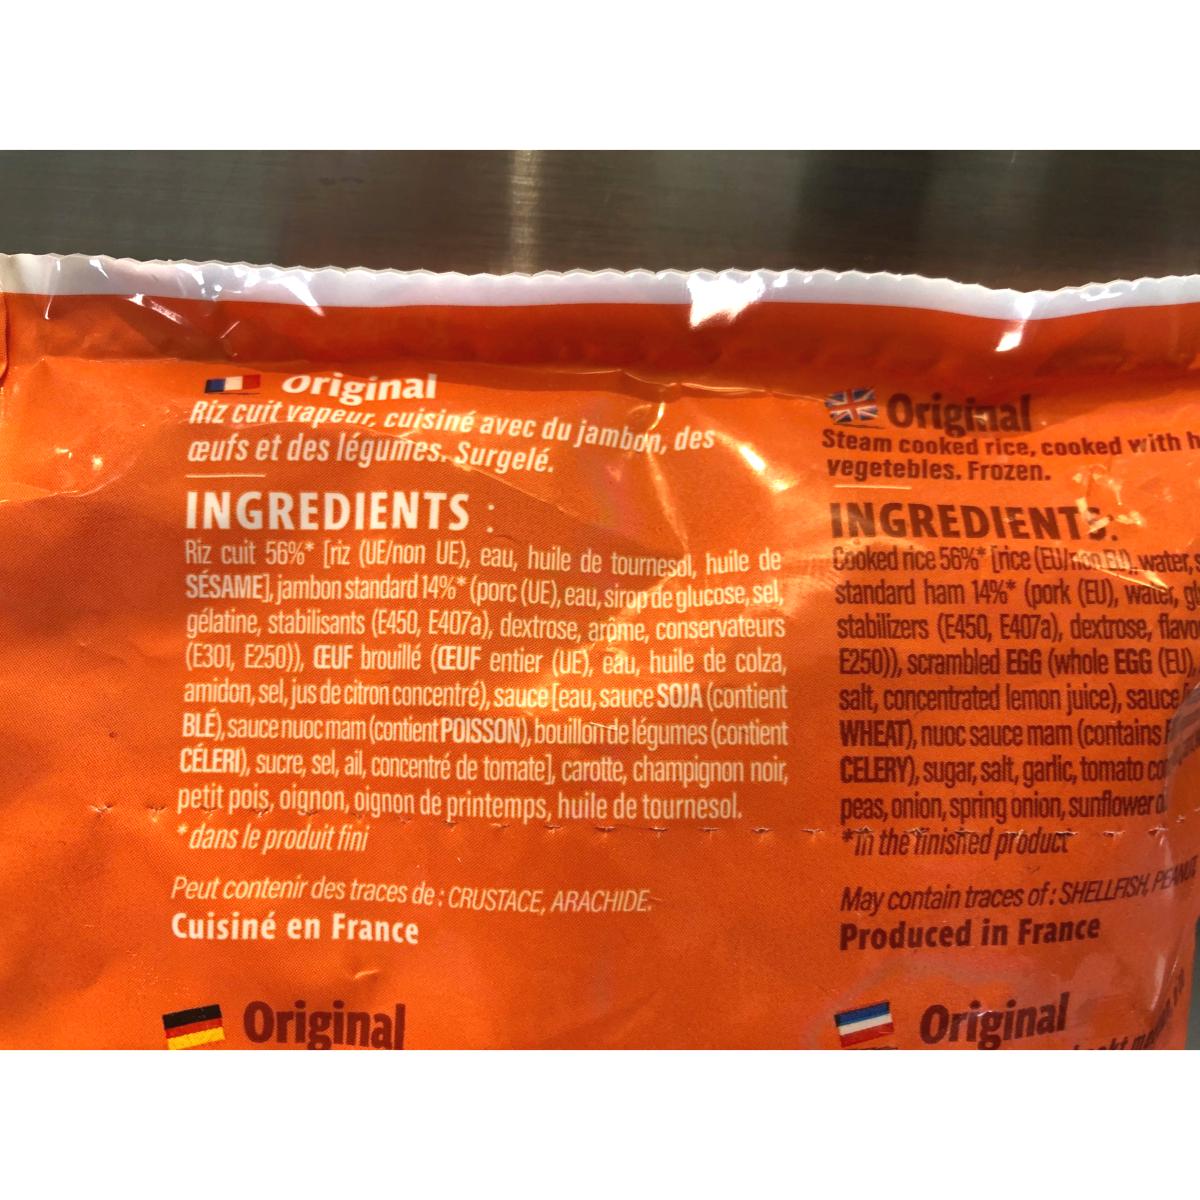 Original
Riz cuit vapeur, cuisiné avec du jambon, des
œufs et des légumes. Surgelé.
INGREDIENTS :
Riz cuit 56%* [riz (UE/non UE), eau, huile de tournesol, huile de
SÉSAME], jambon standard 14%* (porc (UE), eau, sirop de glucose, sel,
gélatine, stabilisants (E450, E407a), dextrose, arôme, conservateurs
(E301, E250)), ŒUF brouillé (ŒUF entier (UE), eau, huile de colza,
amidon, sel, jus de citron concentré), sauce [eau, sauce SOJA (contient
BLÉ), sauce nuoc mam (contient POISSON), bouillon de légumes (contient
CÉLERI), sucre, sel, ail, concentré de tomate], carotte, champignon noir,
petit pois, oignon, oignon de printemps, huile de tournesol.
* dans le produit fini
Peut contenir des traces de : CRUSTACE, ARACHIDE.
Cuisiné en France
Original
Steam cooked rice, cooked with
vegetebles. Frozen.
INGREDIENTS:
Cooked rice 56%* [rice (EU/non EU), water,
standard ham 14%* (pork (EU), water,
stabilizers (E450, E407a), dextrose,
E250)), scrambled EGG (whole EGG (EU),
salt, concentrated lemon juice), sauce
WHEAT), nuoc sauce mam (contains
CELERY), sugar, salt, garlic, tomato
peas, onion, spring onion, sunflower
*in the finished product
May contain traces of : SHELLFISH,
Produced in France
Original
Original